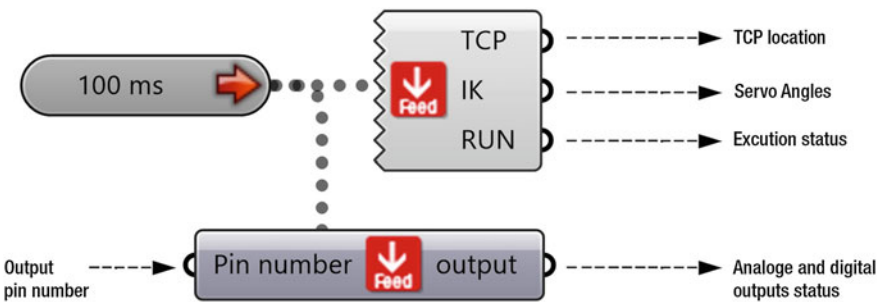 TCP
TCP location
100 ms
Feed
IK
Servo Angles
RUN
Excution status
Output
pin number
Pin number
Feed
output
Analoge and digital
outputs status